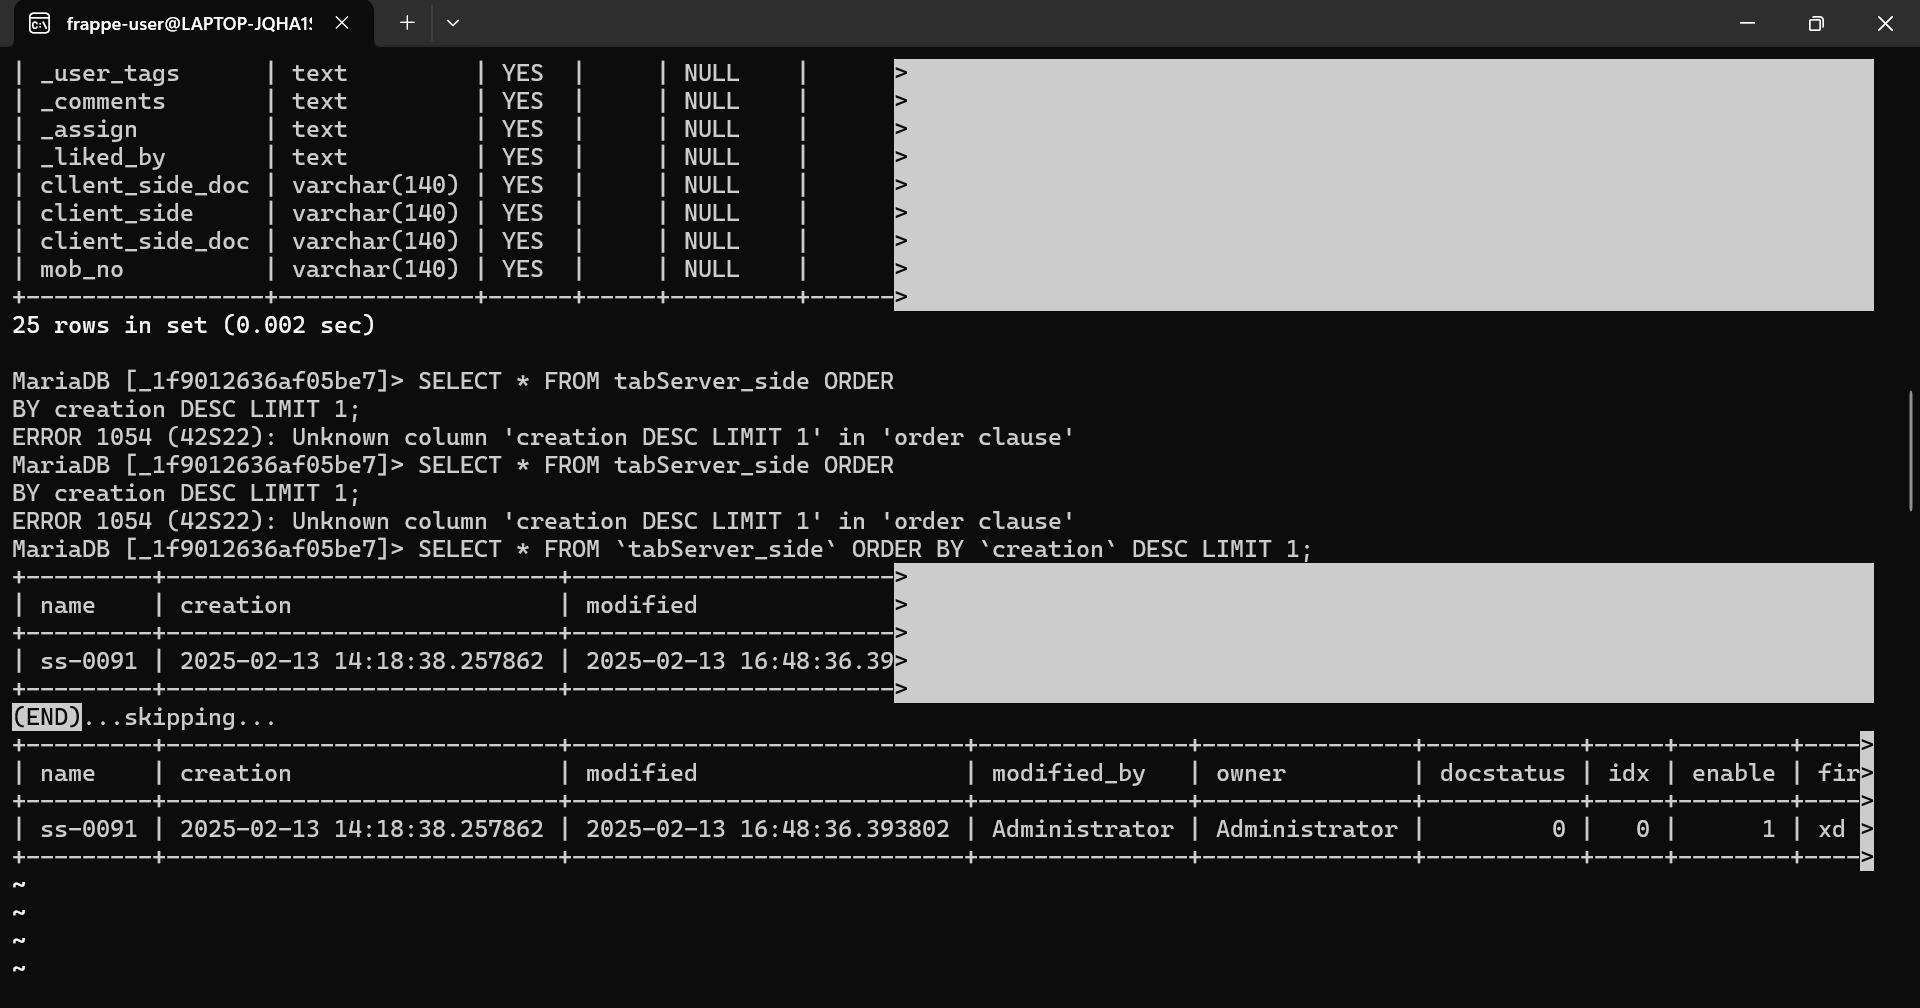 frappe-user@LAPTOP-JQHA1
| _user_tags | text | YES | | NULL | >
| _comments | text | YES | | NULL | >
| _assign | text | YES | | NULL | >
| _liked_by | text | YES | | NULL | >
| cllent_side_doc | varchar(140) | YES | | NULL | >
| client_side | varchar(140) | YES | | NULL | >
| client_side_doc | varchar(140) | YES | | NULL | >
| mob_no | varchar(140) | YES | | NULL | >
+-----------------+--------------+------+-----+---------+------>
25 rows in set (0.002 sec)
MariaDB [_1f9012636af05be7]> SELECT * FROM tabServer_side ORDER
BY creation DESC LIMIT 1;
ERROR 1054 (42S22): Unknown column 'creation DESC LIMIT 1' in 'order clause'
MariaDB [_1f9012636af05be7]> SELECT * FROM tabServer_side ORDER
BY creation DESC LIMIT 1;
ERROR 1054 (42S22): Unknown column 'creation DESC LIMIT 1' in 'order clause'
MariaDB [_1f9012636af05be7]> SELECT * FROM `tabServer_side` ORDER BY `creation` DESC LIMIT 1;
+---------+----------------------------+----------------------->
| name | creation | modified >
+---------+----------------------------+----------------------->
| ss-0091 | 2025-02-13 14:18:38.257862 | 2025-02-13 16:48:36.39>
+---------+----------------------------+----------------------->
(END)...skipping...
+---------+----------------------------+----------------------------+---------------+---------------+-----------+-----+--------+---->
| name | creation | modified | modified_by | owner | docstatus | idx | enable | fir>
+---------+----------------------------+----------------------------+---------------+---------------+-----------+-----+--------+---->
| ss-0091 | 2025-02-13 14:18:38.257862 | 2025-02-13 16:48:36.393802 | Administrator | Administrator | 0 | 0 | 1 | xd >
+---------+----------------------------+----------------------------+---------------+---------------+-----------+-----+--------+---->
~
~
~
~